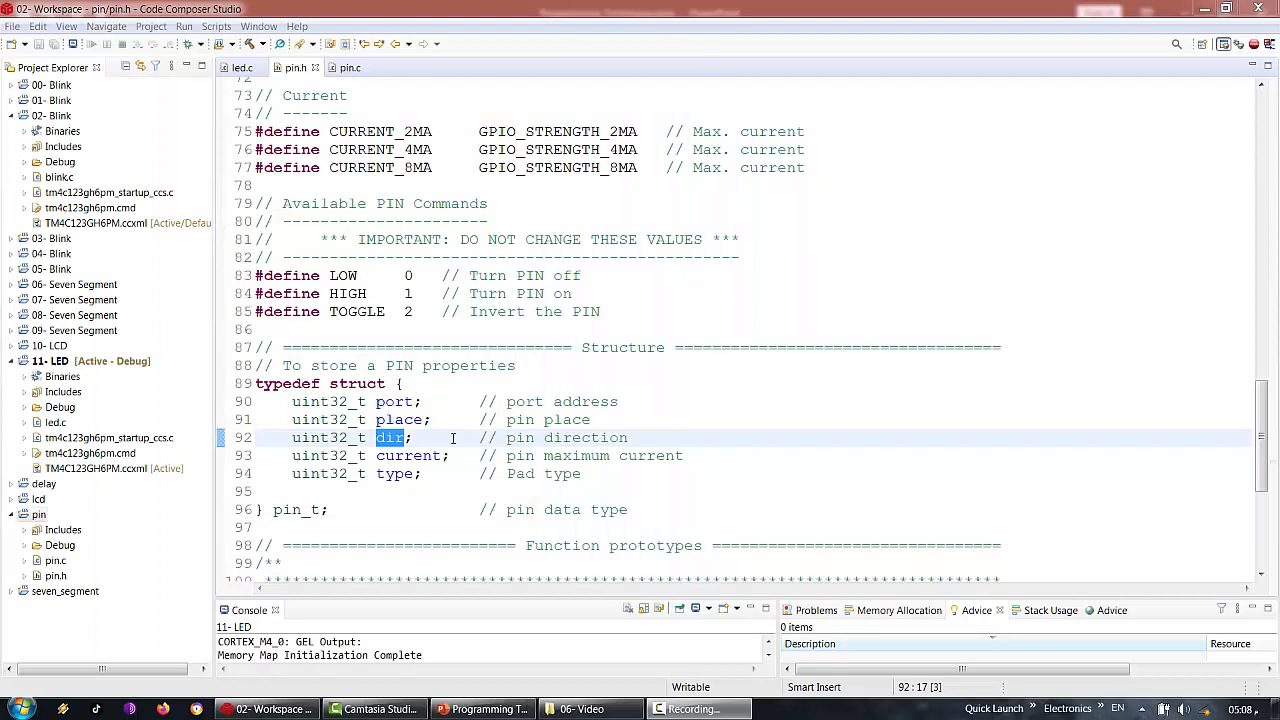 02- Workspace - pin/pin.h - Code Composer Studio
File Edit View Navigate Project Run Scripts Window Help
Project Explorer
led.c pin.h pin.c
00- Blink
01- Blink
02- Blink
Binaries
Includes
Debug
blink.c
tm4c123gh6pm_startup_ccs.c
tm4c123gh6pm.cmd
TM4C123GH6PM.ccxml [Active/Defau
03- Blink
04- Blink
05- Blink
06- Seven Segment
07- Seven Segment
08- Seven Segment
09- Seven Segment
10- LCD
11- LED [Active - Debug]
Binaries
Includes
Debug
led.c
tm4c123gh6pm_startup_ccs.c
tm4c123gh6pm.cmd
TM4C123GH6PM.ccxml [Active]
delay
lcd
pin
Includes
Debug
pin.c
pin.h
seven_segment
72
73 // Current
74 // -------
75 #define CURRENT_2MA GPIO_STRENGTH_2MA // Max. current
76 #define CURRENT_4MA GPIO_STRENGTH_4MA // Max. current
77 #define CURRENT_8MA GPIO_STRENGTH_8MA // Max. current
78
79 // Available PIN Commands
80 // ----------------------
81 // *** IMPORTANT: DO NOT CHANGE THESE VALUES ***
82 // -------------------------------------------------
83 #define LOW 0 // Turn PIN off
84 #define HIGH 1 // Turn PIN on
85 #define TOGGLE 2 // Invert the PIN
86
87 // =============================== Structure ===================================
88 // To store a PIN properties
89 typedef struct {
90 uint32_t port; // port address
91 uint32_t place; // pin place
92 uint32_t dir; // pin direction
93 uint32_t current; // pin maximum current
94 uint32_t type; // Pad type
95
96 } pin_t; // pin data type
97
98 // ========================= Function prototypes ===============================
99 /**
100 *******************************************************************************
Console
11- LED
CORTEX_M4_0: GEL Output:
Memory Map Initialization Complete
Problems Memory Allocation Advice Stack Usage Advice
0 items
Description Resource
Writable Smart Insert 92 : 17 [3]
02- Workspace ... Camtasia Studi... Programming T... 06- Video Recording... Quick Launch » Electronics » EN 05:08 م